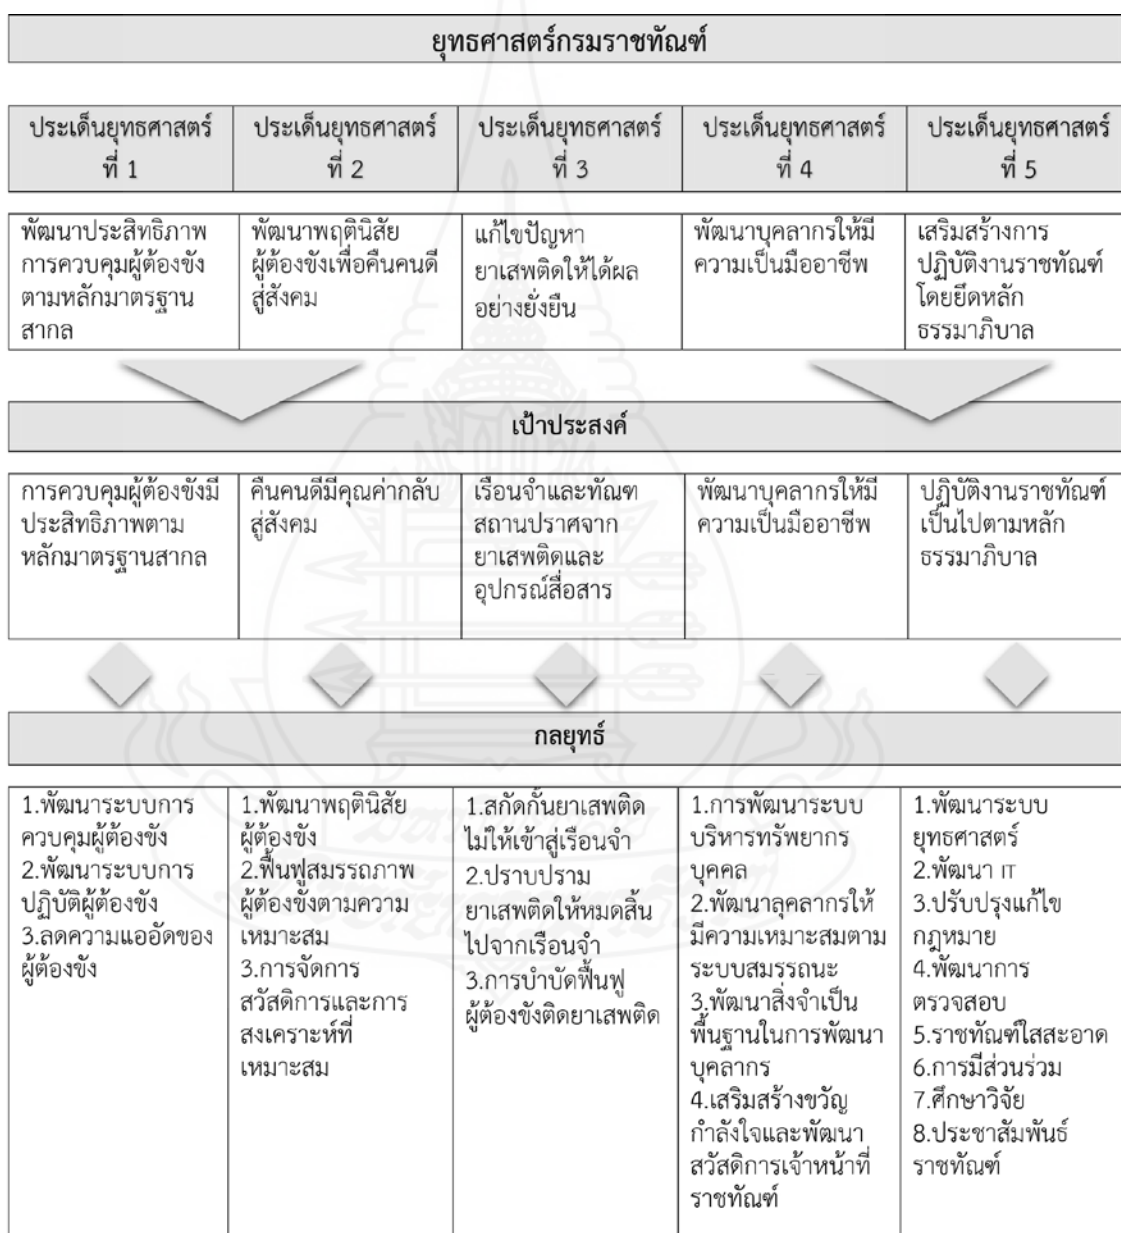 ยุทธศาสตร์กรมราชทัณฑ์
ประเด็นยุทธศาสตร์
ที่ 1
ประเด็นยุทธศาสตร์
ที่ 2
ประเด็นยุทธศาสตร์
ที่ 3
ประเด็นยุทธศาสตร์
ที่ 4
ประเด็นยุทธศาสตร์
ที่ 5
พัฒนาประสิทธิภาพ
การควบคุมผู้ต้องขัง
ตามหลักมาตรฐาน
สากล
พัฒนาพฤตินิสัย
ผู้ต้องขังเพื่อคืนคนดี
สู่สังคม
แก้ไขปัญหา
ยาเสพติดให้ได้ผล
อย่างยั่งยืน
พัฒนาบุคลากรให้มี
ความเป็นมืออาชีพ
เสริมสร้างการ
ปฏิบัติงานราชทัณฑ์
โดยยึดหลัก
ธรรมาภิบาล
เป้าประสงค์
การควบคุมผู้ต้องขังมี
ประสิทธิภาพตาม
หลักมาตรฐานสากล
คืนคนดีมีคุณค่ากลับ
สู่สังคม
เรือนจำและทัณฑ
สถานปราศจาก
ยาเสพติดและ
อุปกรณ์สื่อสาร
พัฒนาบุคลากรให้มี
ความเป็นมืออาชีพ
ปฏิบัติงานราชทัณฑ์
เป็นไปตามหลัก
ธรรมาภิบาล
กลยุทธ์
1.พัฒนาระบบการ
ควบคุมผู้ต้องขัง
2.พัฒนาระบบการ
ปฏิบัติผู้ต้องขัง
3.ลดความแออัดของ
ผู้ต้องขัง
1.พัฒนาพฤตินิสัย
ผู้ต้องขัง
2.ฟื้นฟูสมรรถภาพ
ผู้ต้องขังตามความ
เหมาะสม
3.การจัดการ
สวัสดิการและการ
สงเคราะห์ที่
เหมาะสม
1.สกัดกั้นยาเสพติด
ไม่ให้เข้าสู่เรือนจำ
2.ปราบปราม
ยาเสพติดให้หมดสิ้น
ไปจากเรือนจำ
3.การบำบัดฟื้นฟู
ผู้ต้องขังติดยาเสพติด
1.การพัฒนาระบบ
บริหารทรัพยากร
บุคคล
2.พัฒนาลุคลากรให้
มีความเหมาะสมตาม
ระบบสมรรถนะ
3.พัฒนาสิ่งจำเป็น
พื้นฐานในการพัฒนา
บุคลากร
4.เสริมสร้างขวัญ
กำลังใจและพัฒนา
สวัสดิการเจ้าหน้าที่
ราชทัณฑ์
1.พัฒนาระบบ
ยุทธศาสตร์
2.พัฒนา IT
3.ปรับปรุงแก้ไข
กฎหมาย
4.พัฒนาการ
ตรวจสอบ
5.ราชทัณฑ์ใสสะอาด
6.การมีส่วนร่วม
7.ศึกษาวิจัย
8.ประชาสัมพันธ์
ราชทัณฑ์